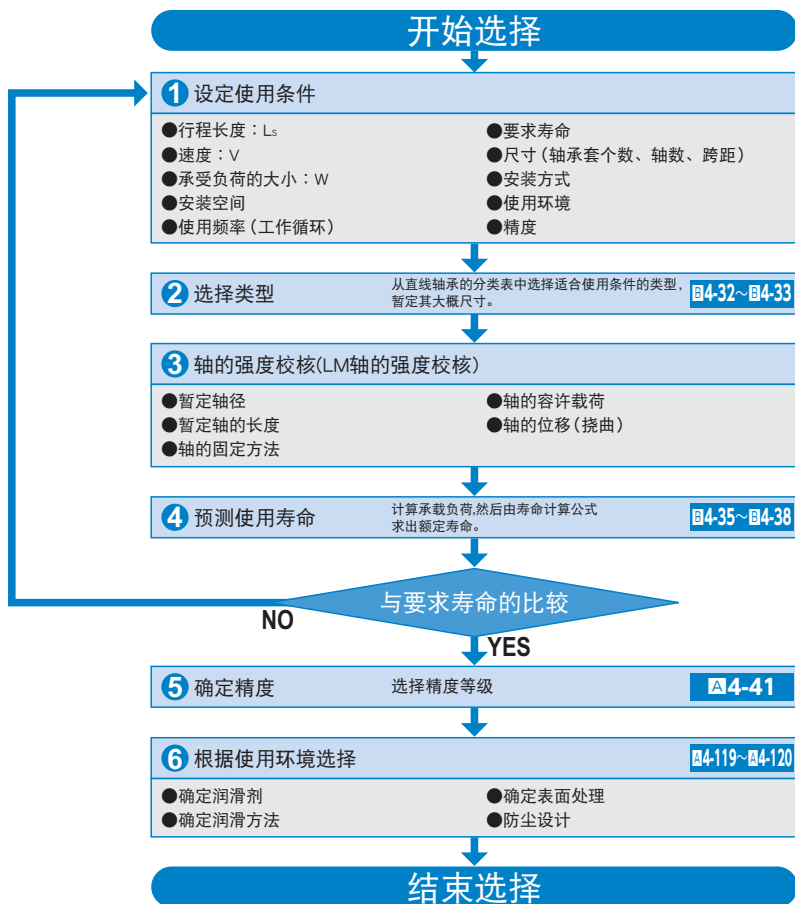 开始选择
1 设定使用条件
●行程长度：Ls
●速度：V
●承受负荷的大小：W
●安装空间
●使用频率（工作循环）
●要求寿命
●尺寸（轴承套个数、轴数、跨距）
●安装方式
●使用环境
●精度
2 选择类型
从直线轴承的分类表中选择适合使用条件的类型，
暂定其大概尺寸。
B4-32～B4-33
3 轴的强度校核(LM轴的强度校核）
●暂定轴径
●暂定轴的长度
●轴的固定方法
●轴的容许载荷
●轴的位移（挠曲）
4 预测使用寿命
计算承载负荷,然后由寿命计算公式
求出额定寿命。
B4-35～B4-38
与要求寿命的比较
NO
YES
5 确定精度
选择精度等级
A4-41
6 根据使用环境选择
A4-119～A4-120
●确定润滑剂
●确定润滑方法
●确定表面处理
●防尘设计
结束选择